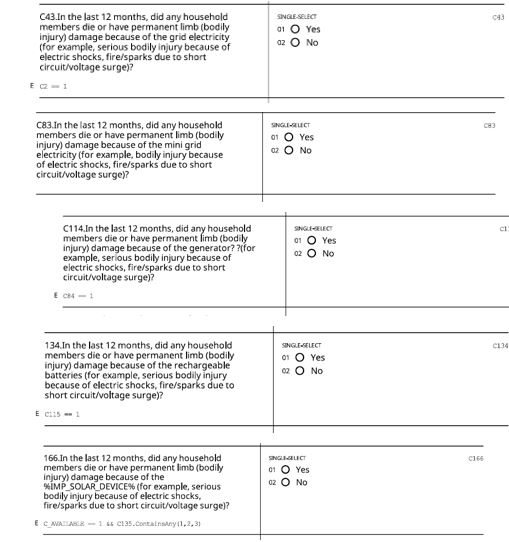 C43.In the last 12 months, did any household
members die or have permanent limb (bodily
injury) damage because of the grid electricity
(for example, serious bodily injury because of
electric shocks, fire/sparks due to short
circuit/voltage surge)?
SINGLE-SELECT
C43
01 Yes
02 No
E C2 == 1
C83.In the last 12 months, did any household
members die or have permanent limb (bodily
injury) damage because of the mini grid
electricity (for example, bodily injury because
of electric shocks, fire/sparks due to short
circuit/voltage surge)?
SINGLE-SELECT
C83
01 Yes
02 No
C114.In the last 12 months, did any household
members die or have permanent limb (bodily
injury) damage because of the generator? ?(for
example, serious bodily injury because of
electric shocks, fire/sparks due to short
circuit/voltage surge)?
SINGLE-SELECT
01 Yes
02 No
E C84 == 1
134.In the last 12 months, did any household
members die or have permanent limb (bodily
injury) damage because of the rechargeable
batteries (for example, serious bodily injury
because of electric shocks, fire/sparks due to
short circuit/voltage surge)?
SINGLE-SELECT
C134
01 Yes
02 No
E C115 == 1
166.In the last 12 months, did any household
members die or have permanent limb (bodily
injury) damage because of the
%IMP_SOLAR_DEVICE% (for example, serious
bodily injury because of electric shocks,
fire/sparks due to short circuit/voltage surge)?
SINGLE-SELECT
C166
01 Yes
02 No
E C_AVAILABLE == 1 && C135.ContainsAny(1,2,3)